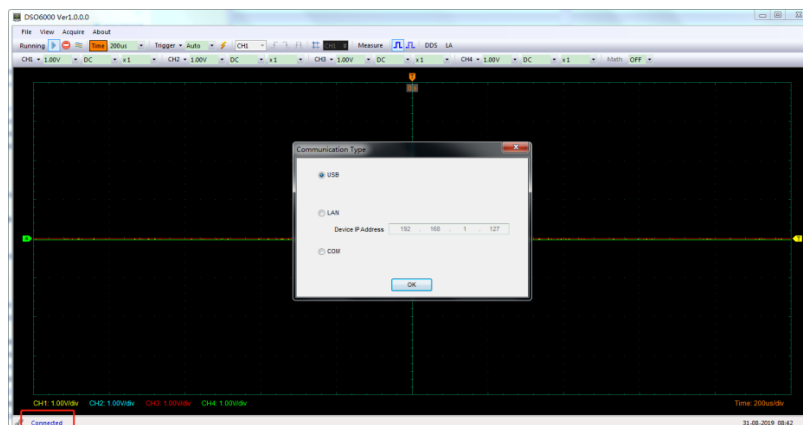 DSO6000 Ver1.0.0.0
File View Acquire About
Running Time 200us Trigger Auto CH1 CH1 Measure DDS LA
CH1 1.00V DC x1 CH2 1.00V DC x1 CH3 1.00V DC x1 CH4 1.00V DC x1 Math OFF
Communication Type
USB
LAN
Device IP Address 192 . 168 . 1 . 127
COM
OK
CH1: 1.00V/div CH2: 1.00V/div CH3: 1.00V/div CH4: 1.00V/div Time: 200us/div
Connected 31-08-2019 08:42